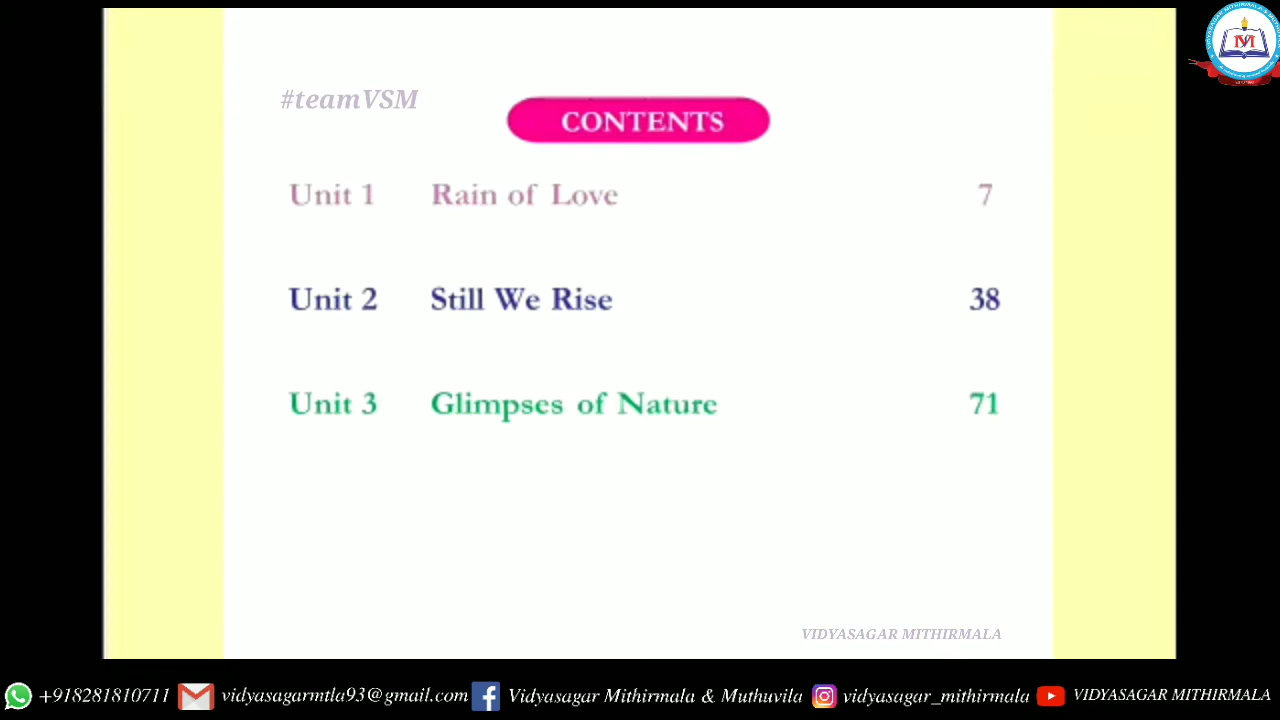 #teamVSM
CONTENTS
Unit 1 Rain of Love 7
Unit 2 Still We Rise 38
Unit 3 Glimpses of Nature 71
VIDYASAGAR MITHIRMALA
+918281810711 vidyasagarmtla93@gmail.com Vidyasagar Mithirmala & Muthuvila vidyasagar_mithirmala VIDYASAGAR MITHIRMALA